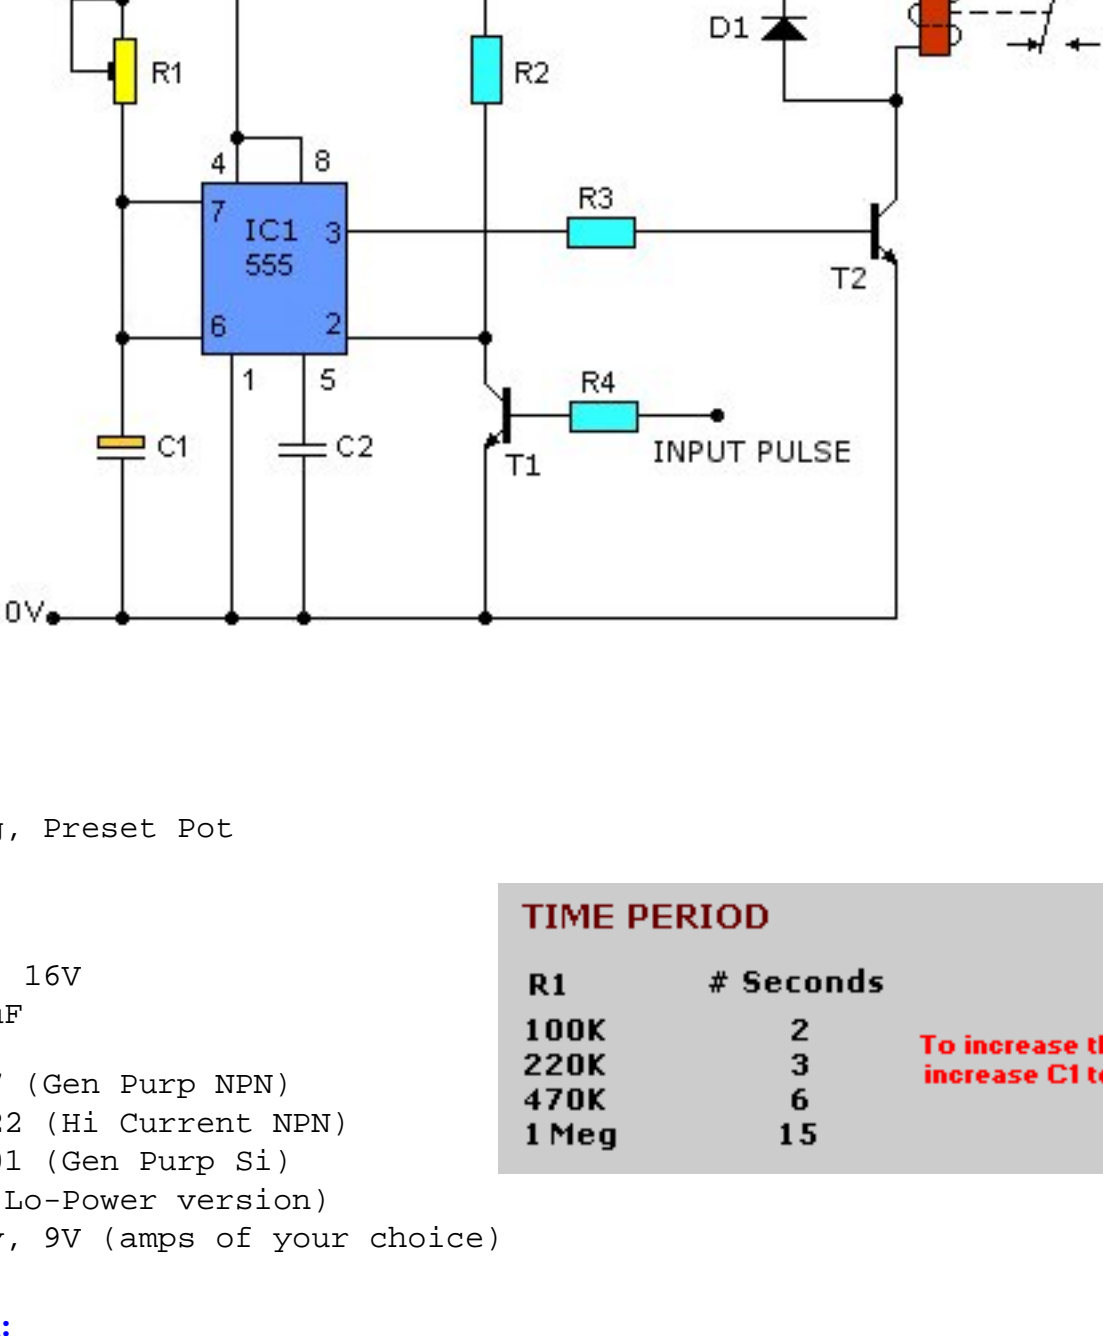 D1
R1
R2
4
8
R3
7
IC1
3
555
T2
6
2
1
5
R4
C1
C2
T1
INPUT PULSE
0V
, Preset Pot
TIME PERIOD
16V
R1 # Seconds
F
100K 2
To increase
220K 3
increase C1
(Gen Purp NPN)
470K 6
22 (Hi Current NPN)
1 Meg 15
01 (Gen Purp Si)
Lo-Power version)
, 9V (amps of your choice)
: